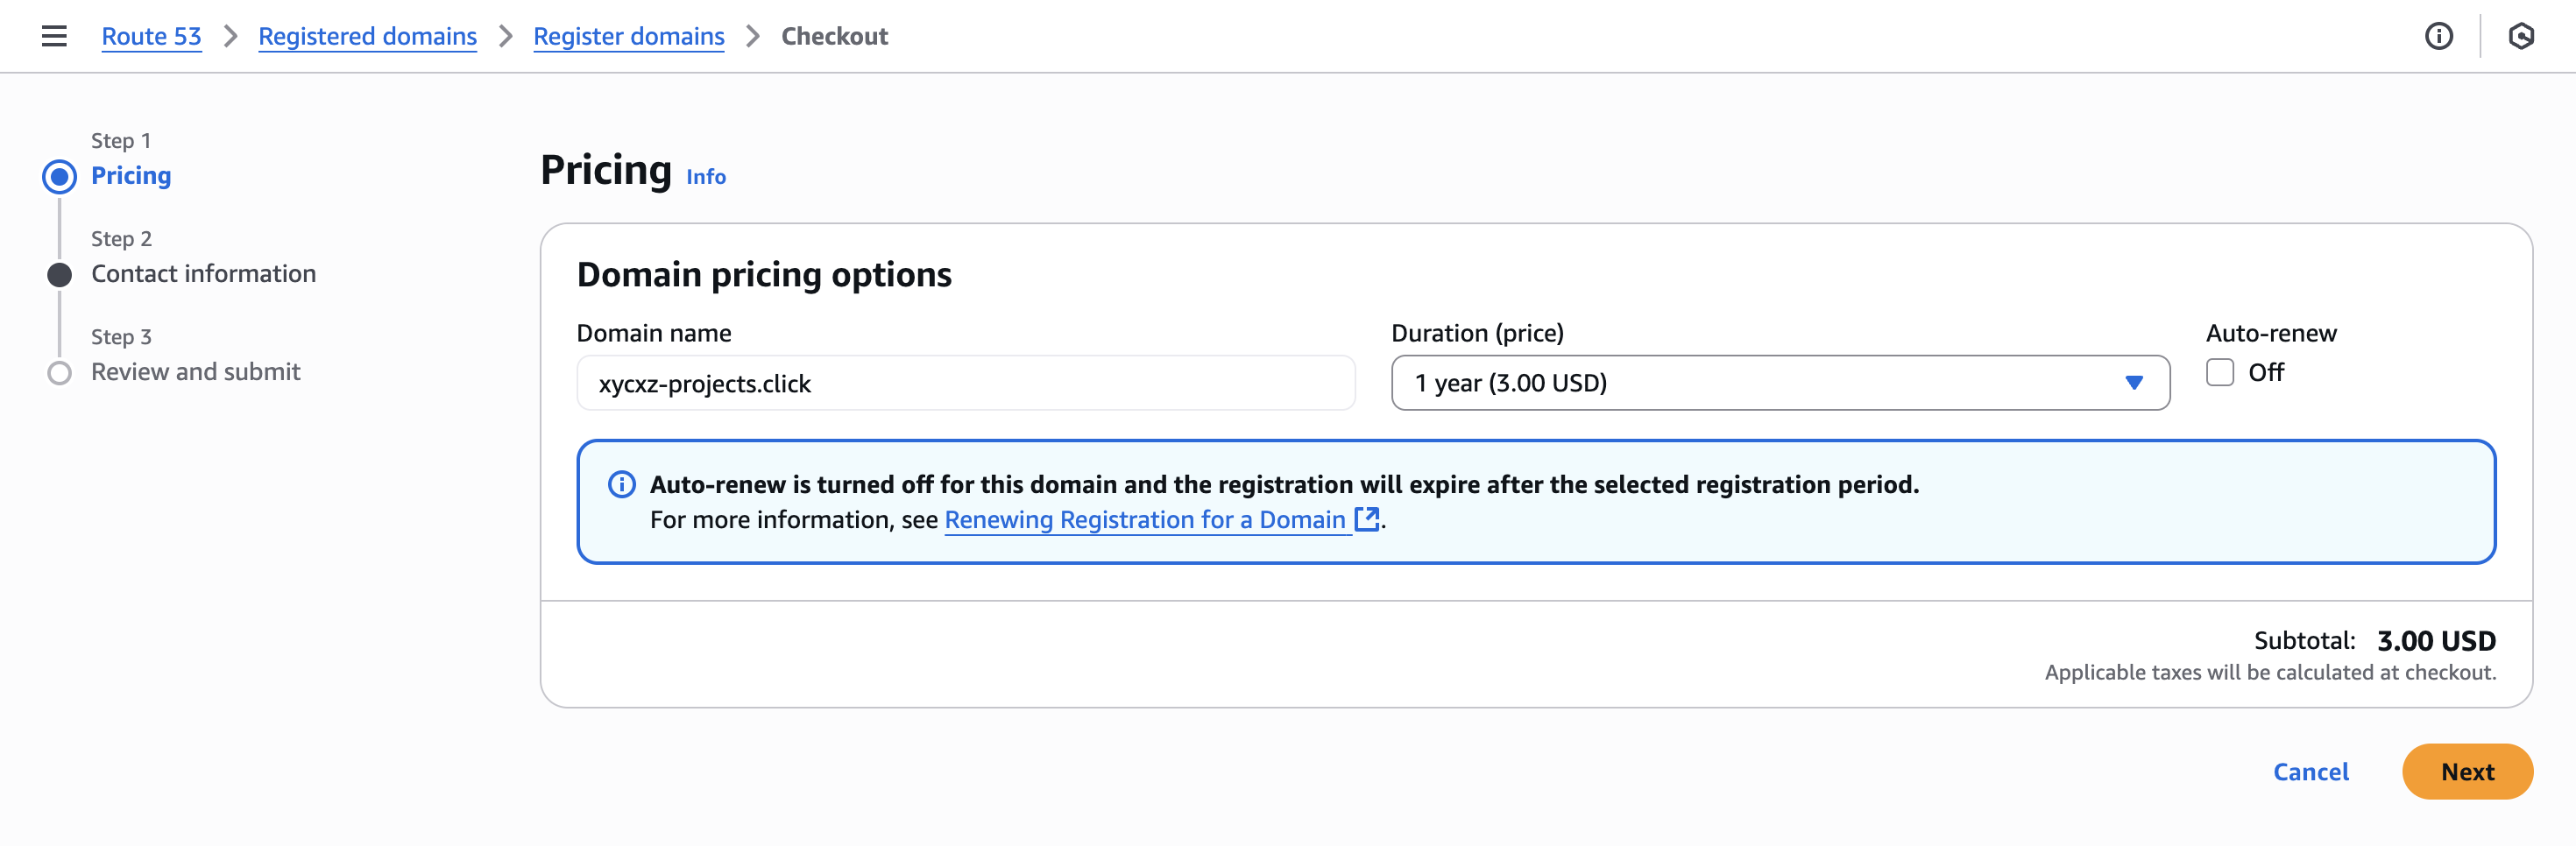 Route 53 > Registered domains > Register domains > Checkout
Step 1
Pricing
Step 2
Contact information
Step 3
Review and submit
Pricing Info
Domain pricing options
Domain name
xycxz-projects.click
Duration (price)
1 year (3.00 USD)
Auto-renew
Off
Auto-renew is turned off for this domain and the registration will expire after the selected registration period.
For more information, see Renewing Registration for a Domain.
Subtotal: 3.00 USD
Applicable taxes will be calculated at checkout.
Cancel
Next